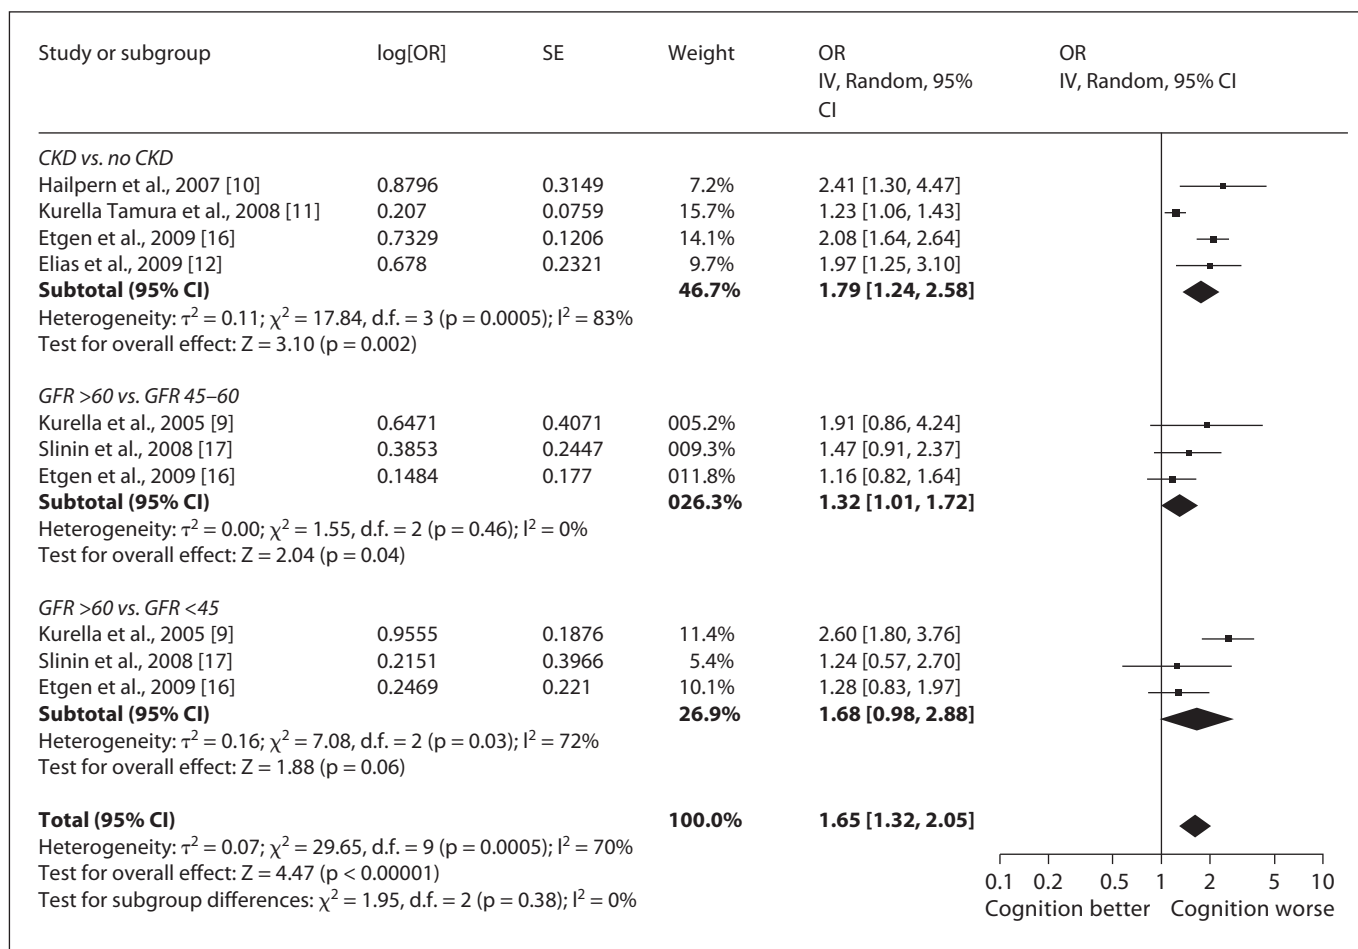 Study or subgroup log[OR] SE Weight OR OR
IV, Random, 95% IV, Random, 95% CI
CI
CKD vs. no CKD
Hailpern et al., 2007 [10] 0.8796 0.3149 7.2% 2.41 [1.30, 4.47]
Kurella Tamura et al., 2008 [11] 0.207 0.0759 15.7% 1.23 [1.06, 1.43]
Etgen et al., 2009 [16] 0.7329 0.1206 14.1% 2.08 [1.64, 2.64]
Elias et al., 2009 [12] 0.678 0.2321 9.7% 1.97 [1.25, 3.10]
Subtotal (95% CI) 46.7% 1.79 [1.24, 2.58]
Heterogeneity: τ² = 0.11; χ² = 17.84, d.f. = 3 (p = 0.0005); I² = 83%
Test for overall effect: Z = 3.10 (p = 0.002)
GFR >60 vs. GFR 45–60
Kurella et al., 2005 [9] 0.6471 0.4071 005.2% 1.91 [0.86, 4.24]
Slinin et al., 2008 [17] 0.3853 0.2447 009.3% 1.47 [0.91, 2.37]
Etgen et al., 2009 [16] 0.1484 0.177 011.8% 1.16 [0.82, 1.64]
Subtotal (95% CI) 026.3% 1.32 [1.01, 1.72]
Heterogeneity: τ² = 0.00; χ² = 1.55, d.f. = 2 (p = 0.46); I² = 0%
Test for overall effect: Z = 2.04 (p = 0.04)
GFR >60 vs. GFR <45
Kurella et al., 2005 [9] 0.9555 0.1876 11.4% 2.60 [1.80, 3.76]
Slinin et al., 2008 [17] 0.2151 0.3966 5.4% 1.24 [0.57, 2.70]
Etgen et al., 2009 [16] 0.2469 0.221 10.1% 1.28 [0.83, 1.97]
Subtotal (95% CI) 26.9% 1.68 [0.98, 2.88]
Heterogeneity: τ² = 0.16; χ² = 7.08, d.f. = 2 (p = 0.03); I² = 72%
Test for overall effect: Z = 1.88 (p = 0.06)
Total (95% CI) 100.0% 1.65 [1.32, 2.05]
Heterogeneity: τ² = 0.07; χ² = 29.65, d.f. = 9 (p = 0.0005); I² = 70%
Test for overall effect: Z = 4.47 (p < 0.00001)
Test for subgroup differences: χ² = 1.95, d.f. = 2 (p = 0.38); I² = 0%
0.1 0.2 0.5 1 2 5 10
Cognition better Cognition worse